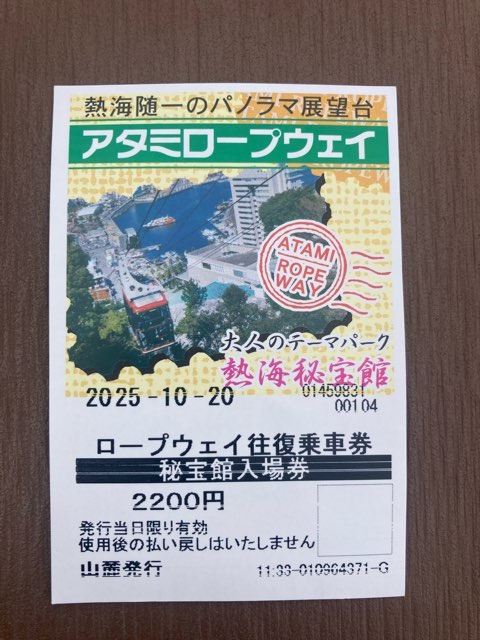 熱海随一のパノラマ展望台
アタミロープウェイ
ATAMI
ROPE
WAY
大人のテーマパーク
熱海秘宝館
2025-10-20
01459831
00104
ロープウェイ往復乗車券
秘宝館入場券
2200円
発行当日限り有効
使用後の払い戻しはいたしません
山麓発行
11:33-010964371-G